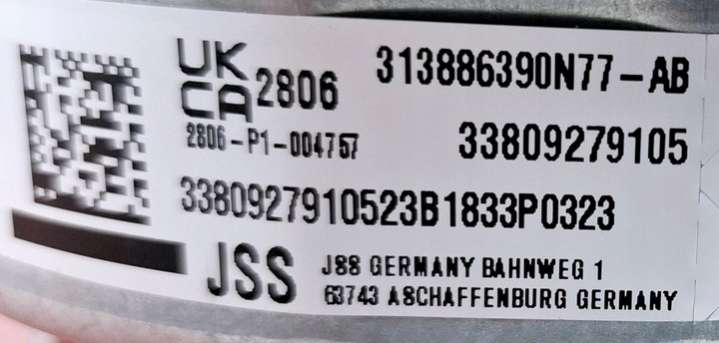 UK
CA 2806
313886390N77-AB
2806-P1-004757
33809279105
3380927910523B1833P0323
JSS
JSS GERMANY BAHNWEG 1
63743 ASCHAFFENBURG GERMANY